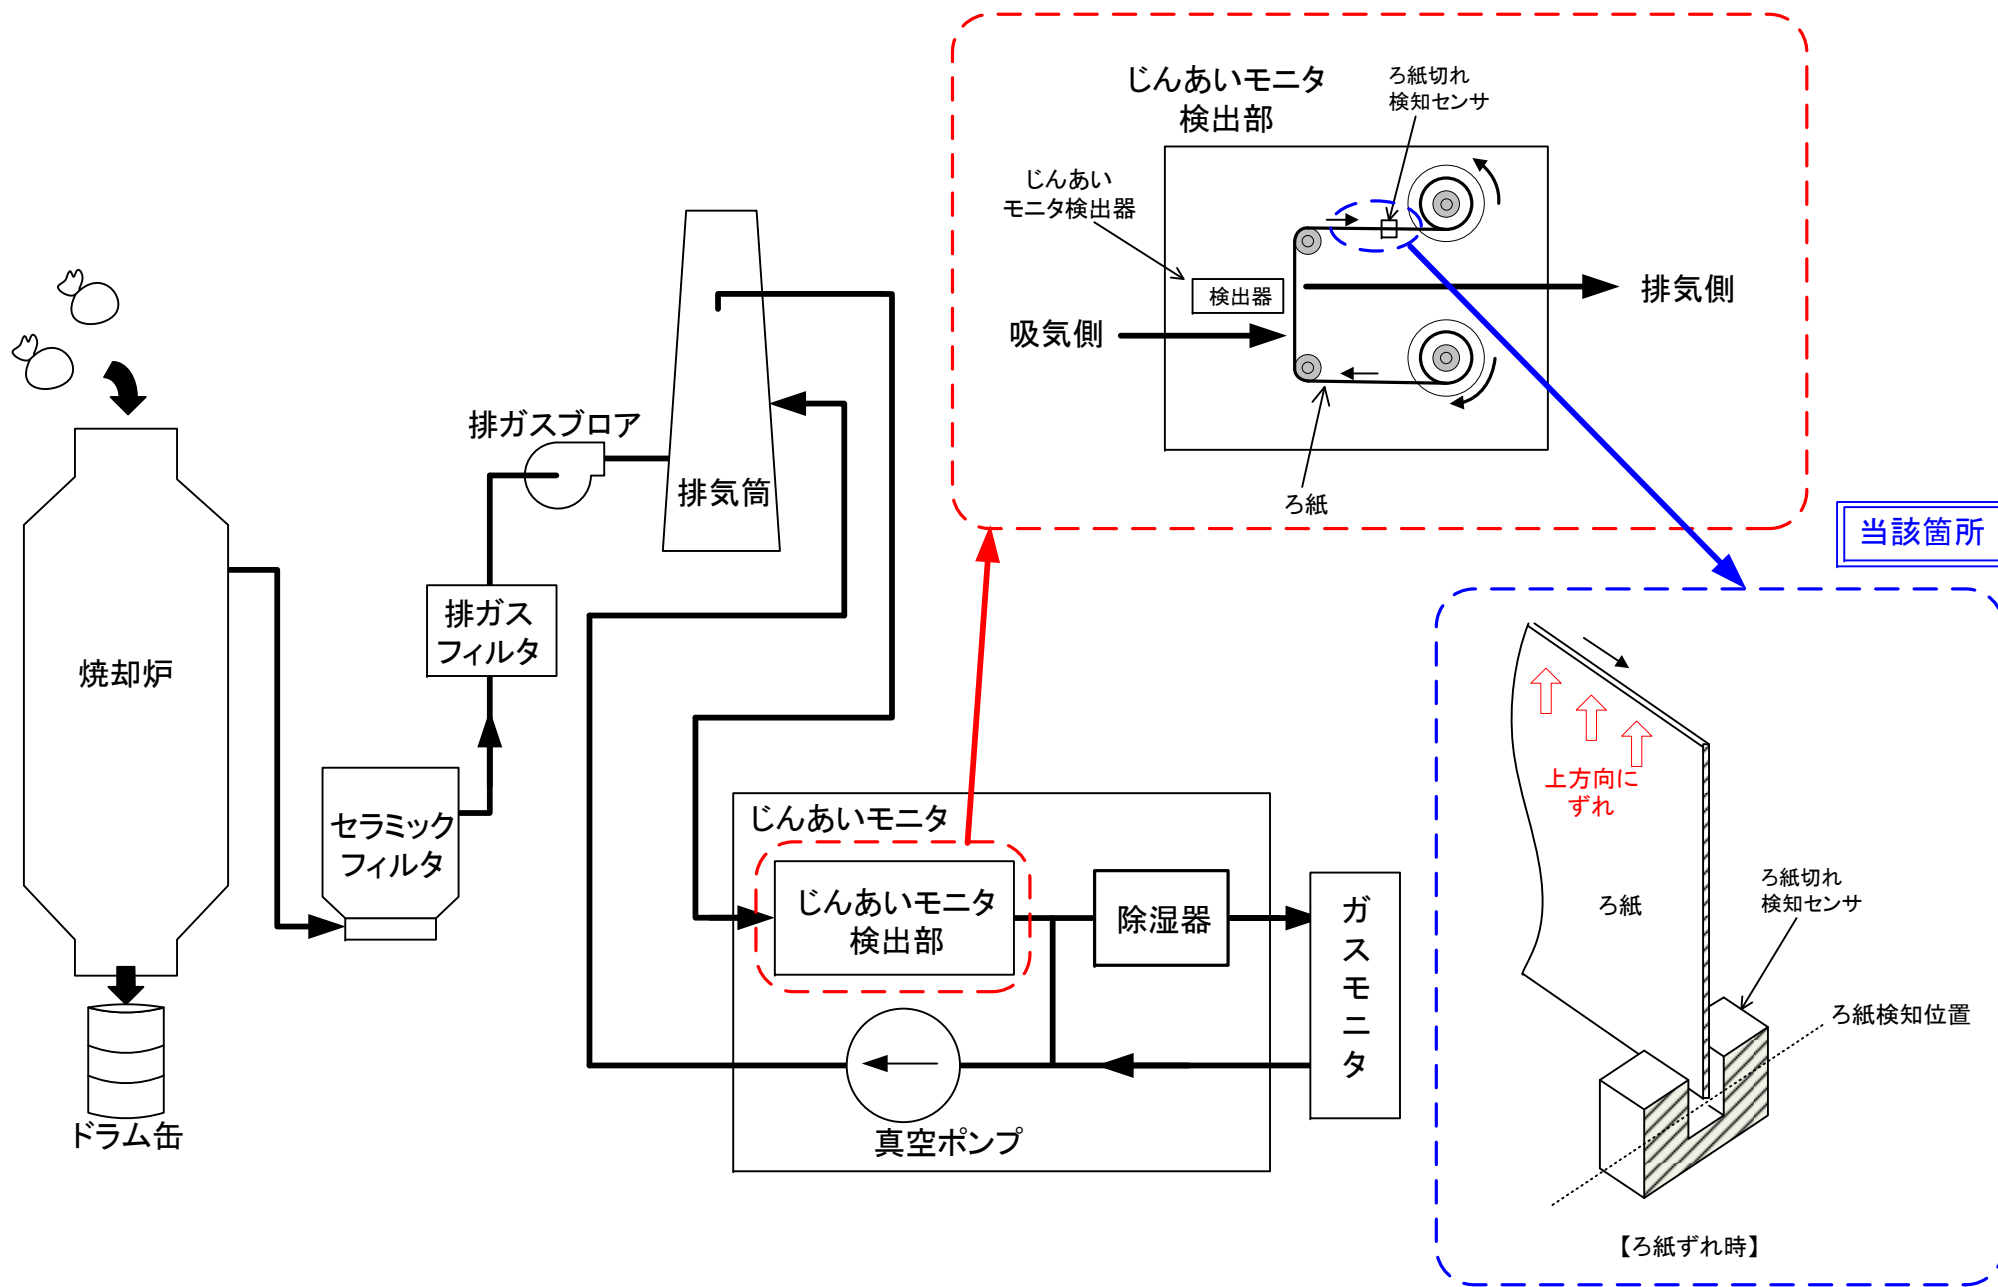 じんあいモニタ
検出部
ろ紙切れ
検知センサ
じんあい
モニタ検出器
検出器
吸気側
排気側
ろ紙
当該箇所
排ガスブロア
排気筒
排ガス
フィルタ
焼却炉
セラミック
フィルタ
ドラム缶
じんあいモニタ
じんあいモニタ
検出部
除湿器
ガスモニタ
真空ポンプ
上方向に
ずれ
ろ紙
ろ紙切れ
検知センサ
ろ紙検知位置
【ろ紙ずれ時】